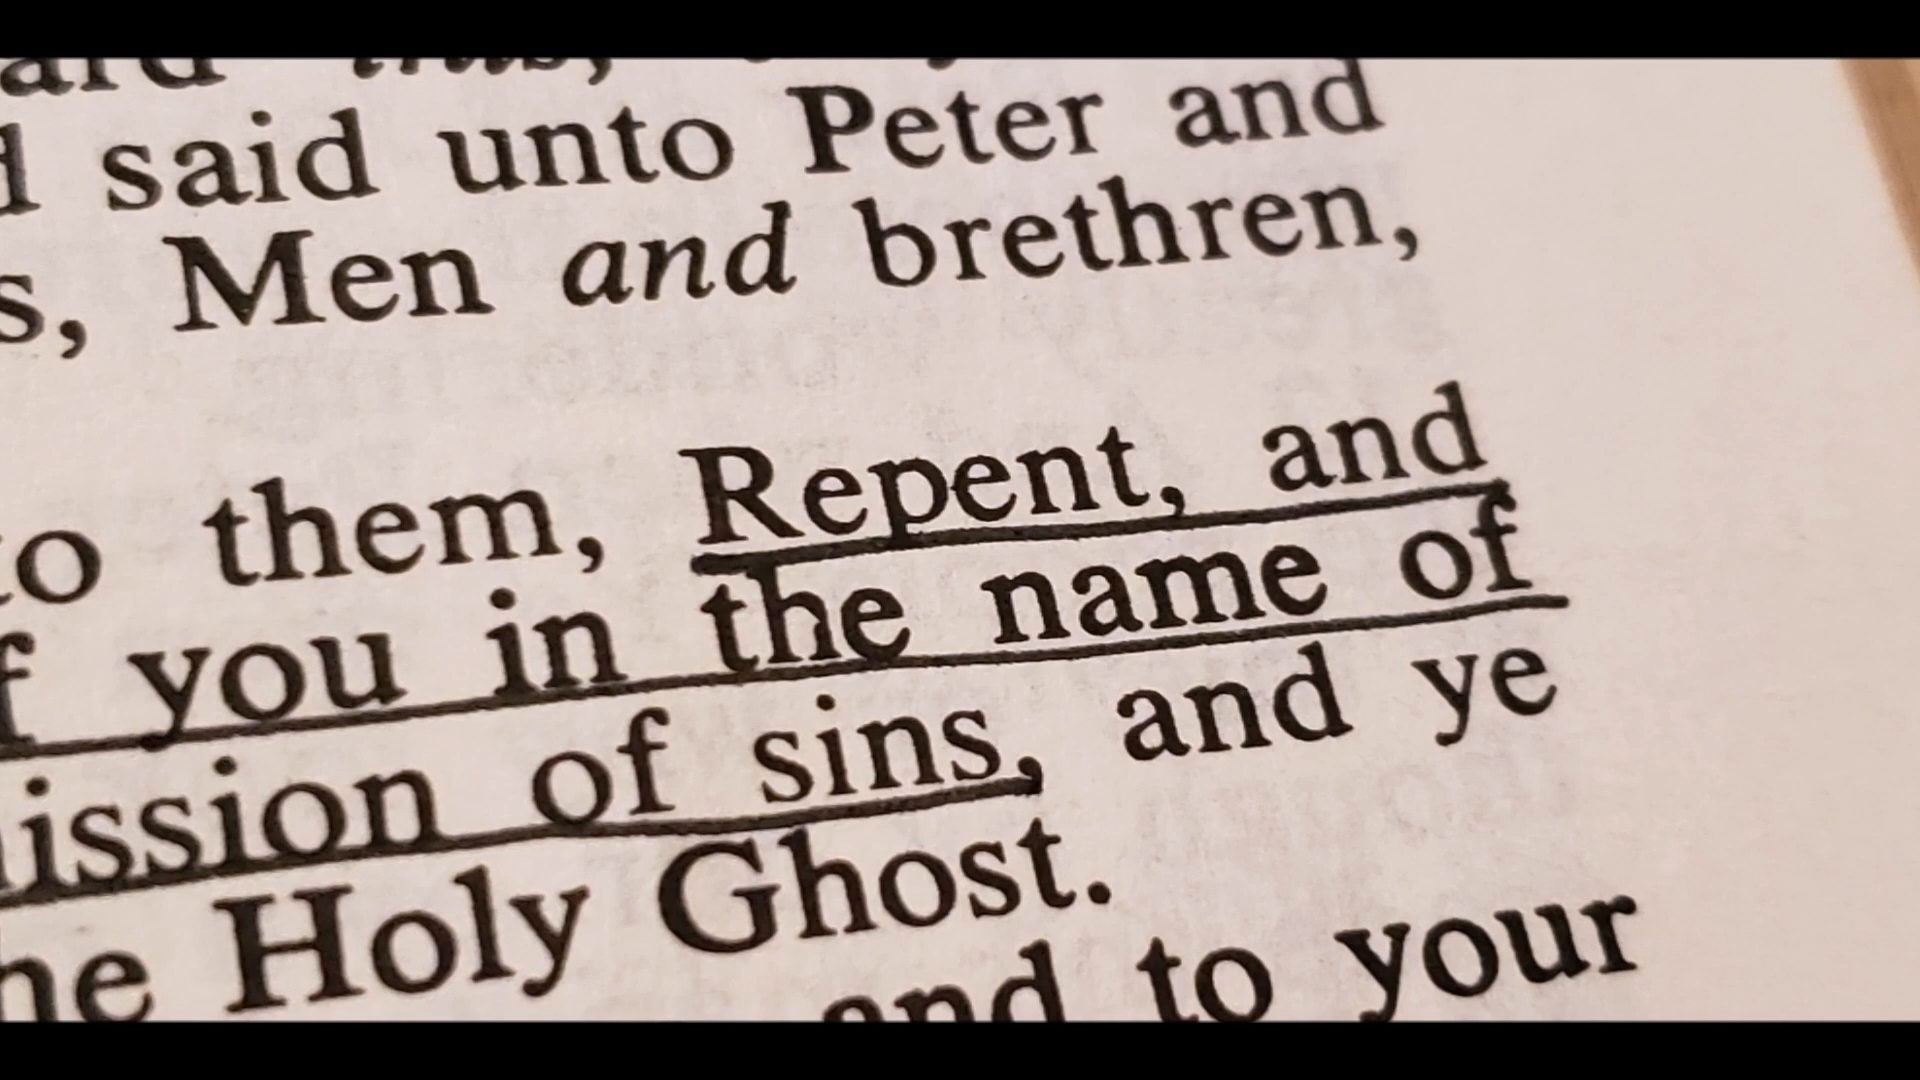 said unto Peter and
Men and brethren,
them, Repent, and
you in the name of
of sins, and ye
Holy Ghost.
and to your